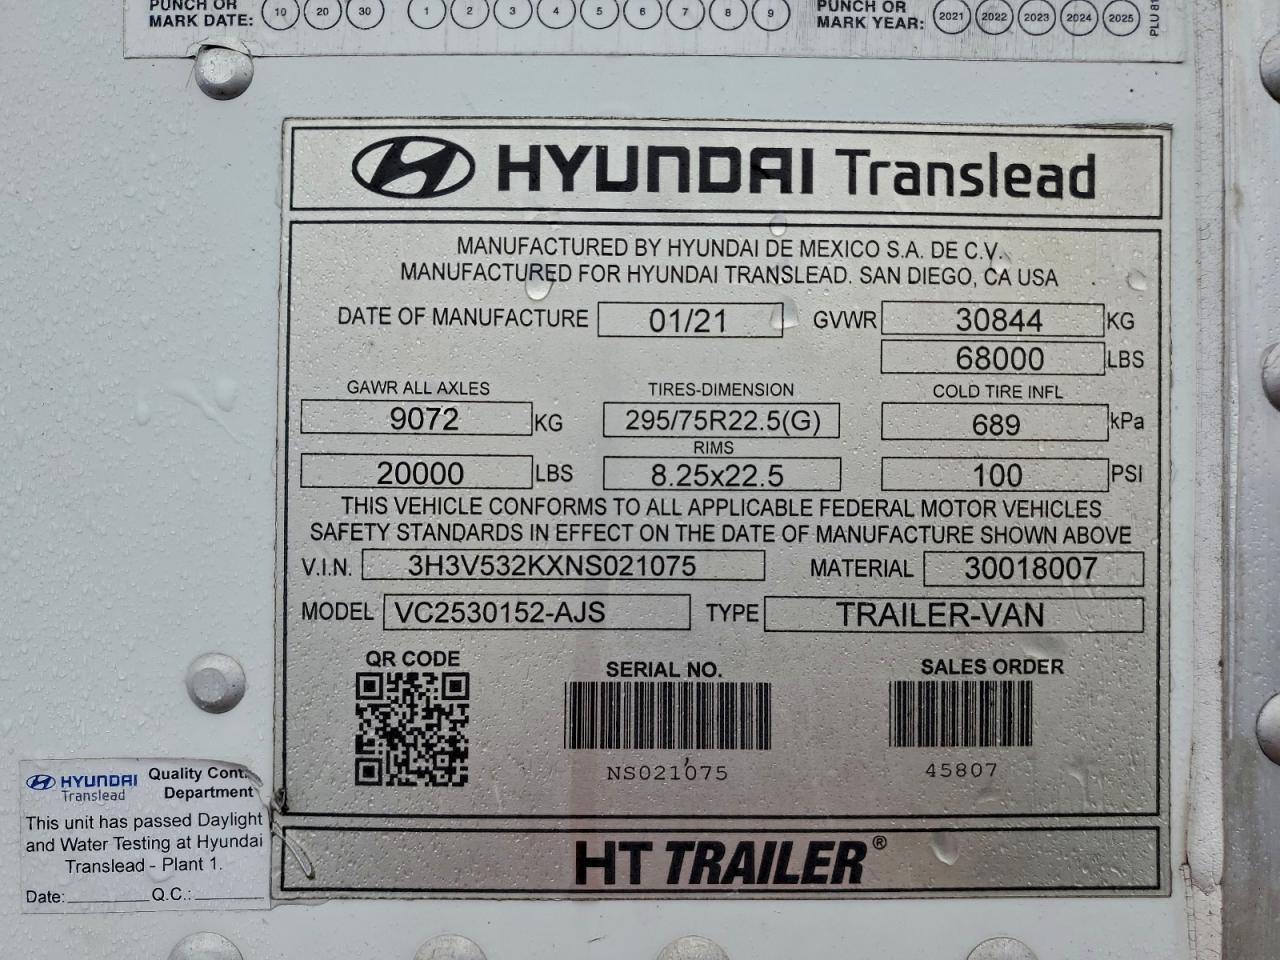 PUNCH OR
MARK DATE: 10 20 30 1 2 3 4 5 6 7 8 9
PUNCH OR
MARK YEAR: 2021 2022 2023 2024 2025
PLU 81
HYUNDAI Translead
MANUFACTURED BY HYUNDAI DE MEXICO S.A. DE C.V.
MANUFACTURED FOR HYUNDAI TRANSLEAD. SAN DIEGO, CA USA
DATE OF MANUFACTURE 01/21 GVWR 30844 KG
68000 LBS
GAWR ALL AXLES TIRES-DIMENSION COLD TIRE INFL
9072 KG 295/75R22.5(G) 689 kPa
RIMS
20000 LBS 8.25x22.5 100 PSI
THIS VEHICLE CONFORMS TO ALL APPLICABLE FEDERAL MOTOR VEHICLES
SAFETY STANDARDS IN EFFECT ON THE DATE OF MANUFACTURE SHOWN ABOVE
V.I.N. 3H3V532KXNS021075 MATERIAL 30018007
MODEL VC2530152-AJS TYPE TRAILER-VAN
QR CODE SERIAL NO. SALES ORDER
NS021075 45807
HT TRAILER®
HYUNDAI Translead
Quality Cont.
Department
This unit has passed Daylight
and Water Testing at Hyundai
Translead - Plant 1.
Date: Q.C.: